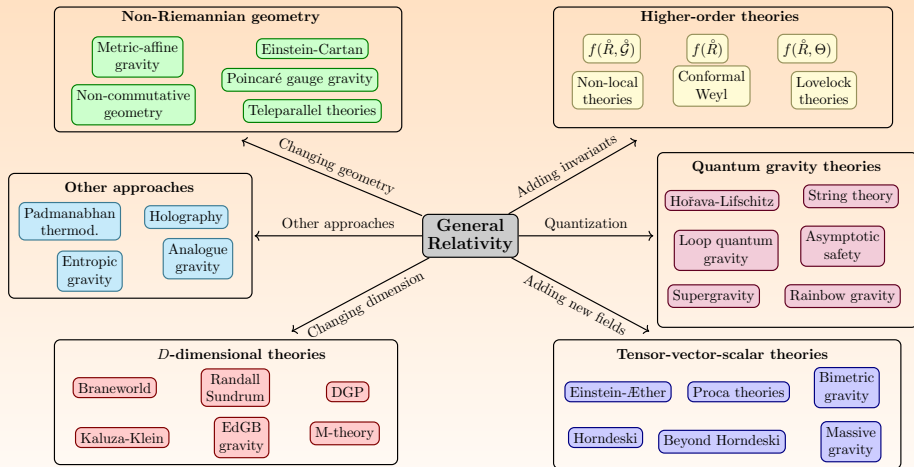 Non-Riemannian geometry
Metric-affine
gravity
Einstein-Cartan
Poincaré gauge gravity
Non-commutative
geometry
Teleparallel theories
Higher-order theories
f(R̊, 𝒢̊)
f(R̊)
f(R̊, Θ)
Non-local
theories
Conformal
Weyl
Lovelock
theories
Changing geometry
Adding invariants
Other approaches
Padmanabhan
thermod.
Holography
Entropic
gravity
Analogue
gravity
Other approaches
General
Relativity
Quantization
Quantum gravity theories
Hořava-Lifschitz
String theory
Loop quantum
gravity
Asymptotic
safety
Supergravity
Rainbow gravity
Changing dimension
Adding new fields
D-dimensional theories
Braneworld
Randall
Sundrum
DGP
Kaluza-Klein
EdGB
gravity
M-theory
Tensor-vector-scalar theories
Einstein-Æther
Proca theories
Bimetric
gravity
Horndeski
Beyond Horndeski
Massive
gravity